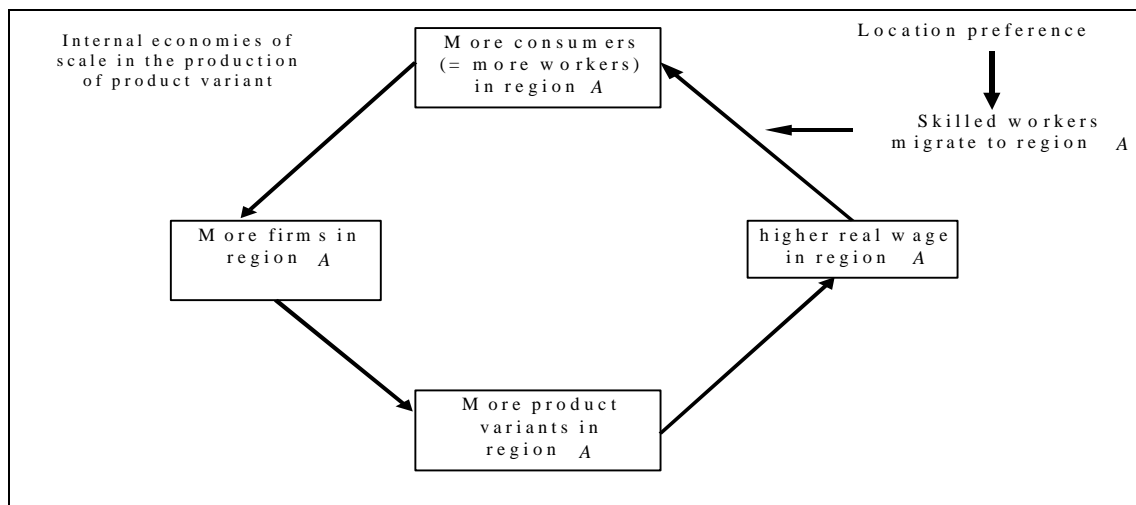 Internal economies of
scale in the production
of product variant
More consumers
(= more workers)
in region A
Location preference
Skilled workers
migrate to region A
More firms in
region A
higher real wage
in region A
More product
variants in
region A